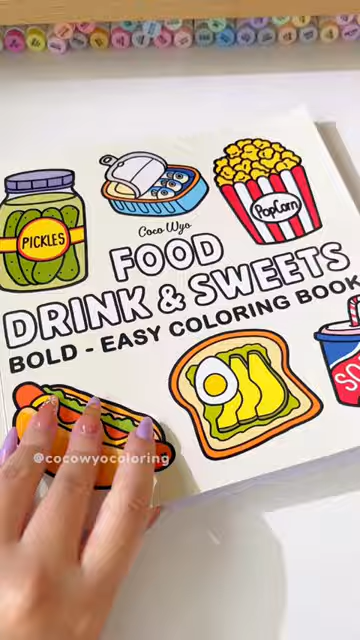 PICKLES
PopCorn
Coco Wyo
FOOD
DRINK & SWEETS
BOLD - EASY COLORING BOOK
@cocowyocoloring